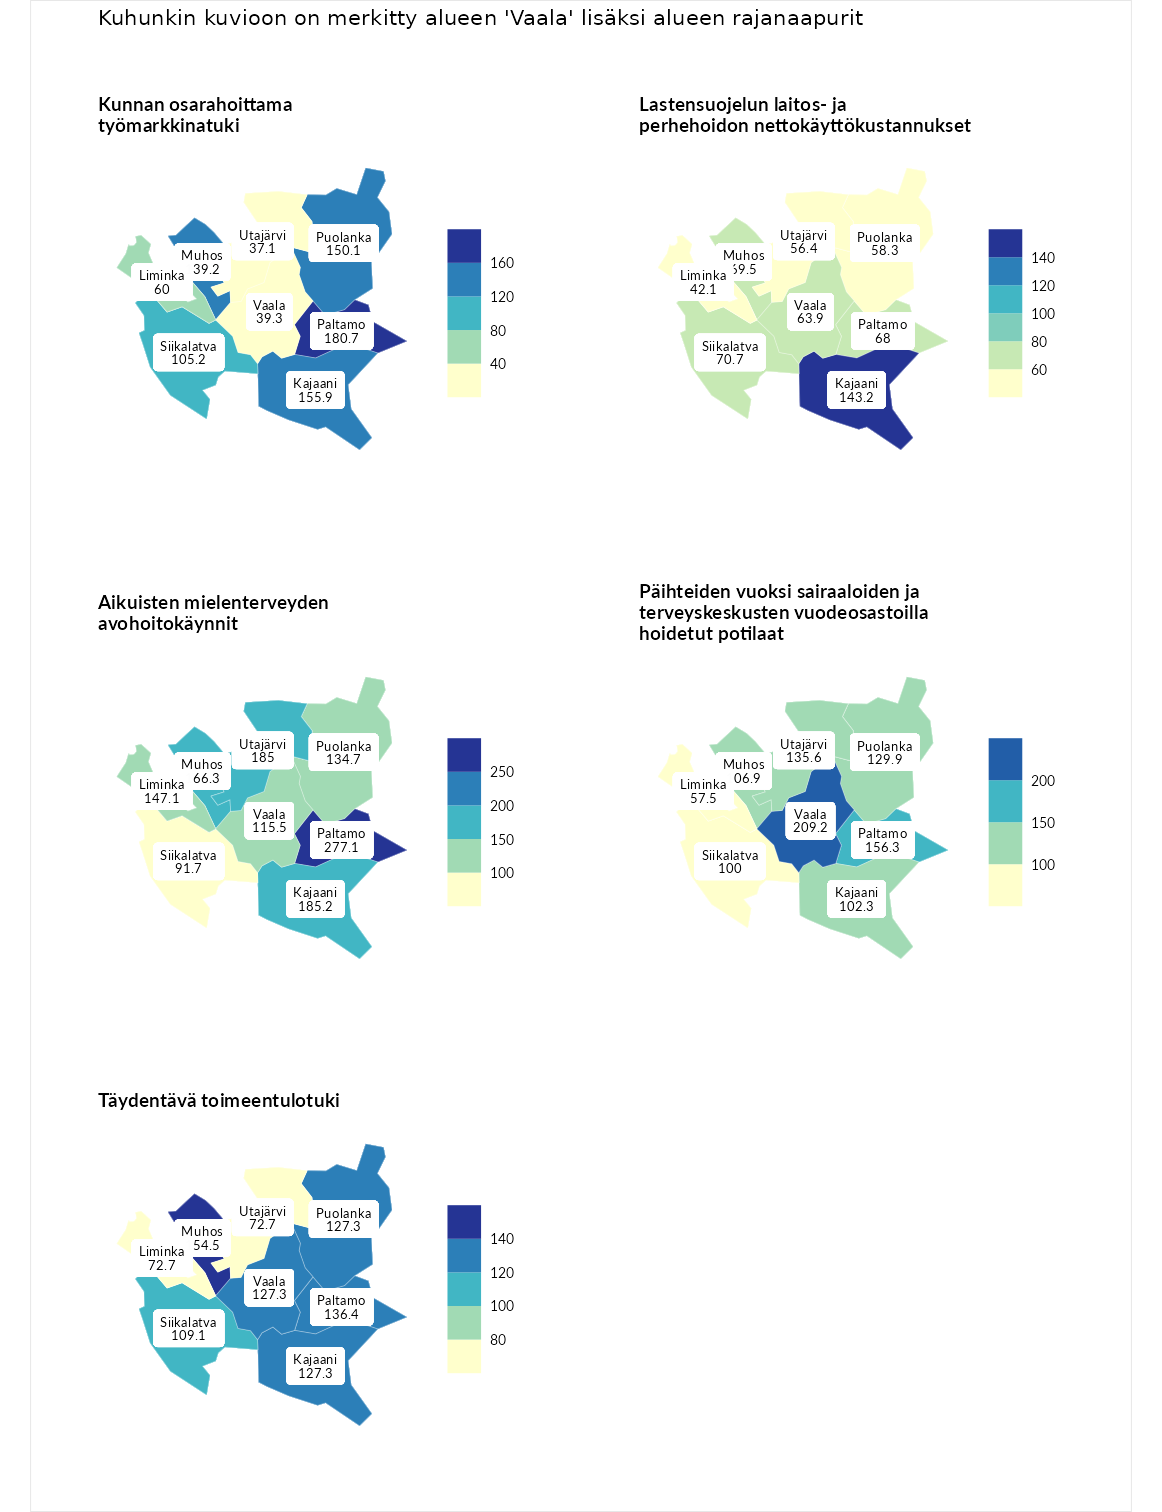 Kuhunkin kuvioon on merkitty alueen 'Vaala' lisäksi alueen rajanaapurit
Kunnan osarahoittama
työmarkkinatuki
Utajärvi
37.1
Puolanka
150.1
Muhos
39.2
Liminka
60
Vaala
39.3
Paltamo
180.7
Siikalatva
105.2
Kajaani
155.9
160
120
80
40
Lastensuojelun laitos- ja
perhehoidon nettokäyttökustannukset
Utajärvi
56.4
Puolanka
58.3
Muhos
69.5
Liminka
42.1
Vaala
63.9
Paltamo
68
Siikalatva
70.7
Kajaani
143.2
140
120
100
80
60
Aikuisten mielenterveyden
avohoitokäynnit
Utajärvi
185
Puolanka
134.7
Muhos
66.3
Liminka
147.1
Vaala
115.5
Paltamo
277.1
Siikalatva
91.7
Kajaani
185.2
250
200
150
100
Päihteiden vuoksi sairaaloiden ja
terveyskeskusten vuodeosastoilla
hoidetut potilaat
Utajärvi
135.6
Puolanka
129.9
Muhos
06.9
Liminka
57.5
Vaala
209.2
Paltamo
156.3
Siikalatva
100
Kajaani
102.3
200
150
100
Täydentävä toimeentulotuki
Utajärvi
72.7
Puolanka
127.3
Muhos
54.5
Liminka
72.7
Vaala
127.3
Paltamo
136.4
Siikalatva
109.1
Kajaani
127.3
140
120
100
80